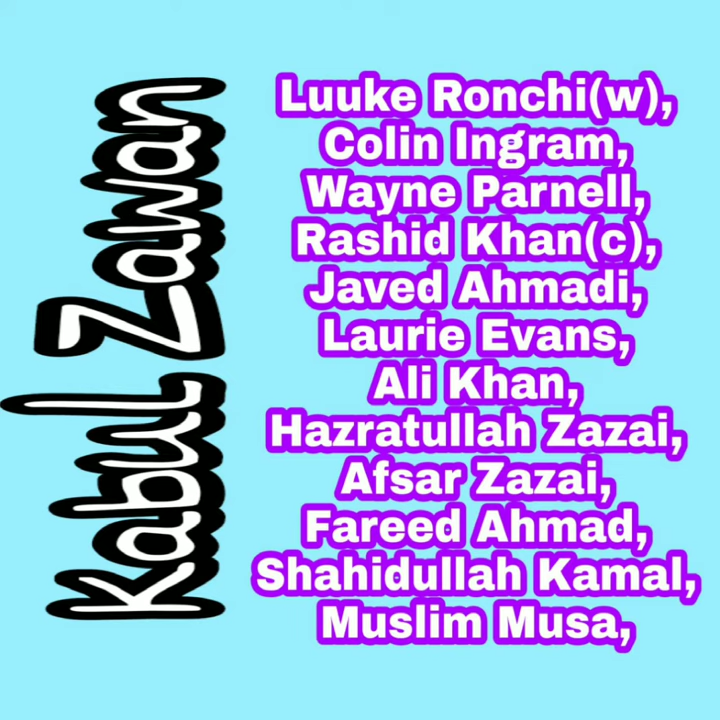 Kabul Zawan
Luuke Ronchi(w),
Colin Ingram,
Wayne Parnell,
Rashid Khan(c),
Javed Ahmadi,
Laurie Evans,
Ali Khan,
Hazratullah Zazai,
Afsar Zazai,
Fareed Ahmad,
Shahidullah Kamal,
Muslim Musa,